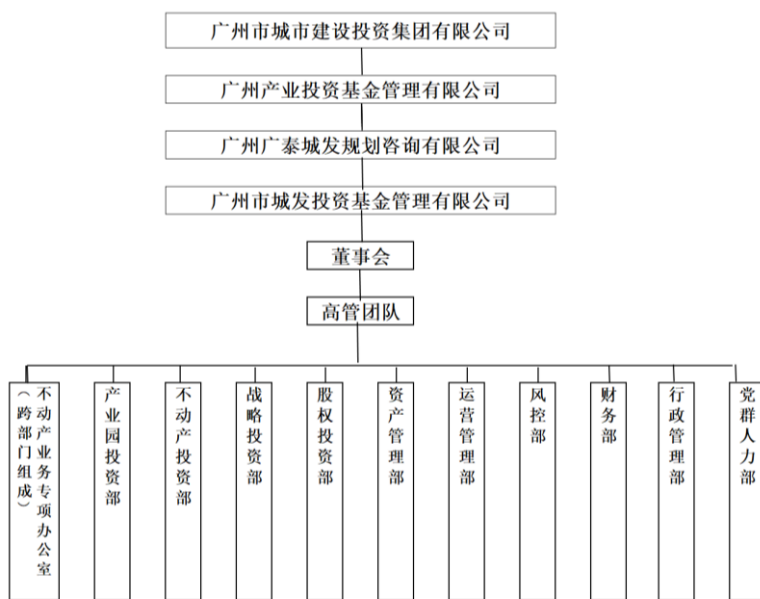 广州市城市建设投资集团有限公司
广州产业投资基金管理有限公司
广州广泰城发规划咨询有限公司
广州市城发投资基金管理有限公司
董事会
高管团队
不动产业务专项办公室
（跨部门组成）
产业园投资部
不动产投资部
战略投资部
股权投资部
资产管理部
运营管理部
风控部
财务部
行政管理部
党群人力部